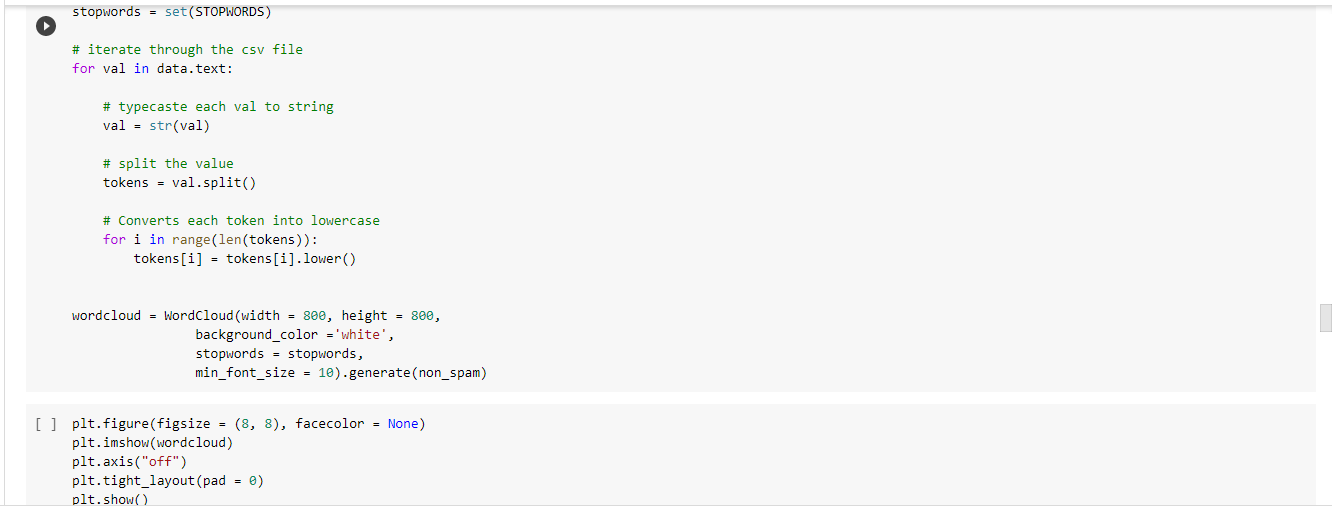 stopwords = set(STOPWORDS)
# iterate through the csv file
for val in data.text:
# typecaste each val to string
val = str(val)
# split the value
tokens = val.split()
# Converts each token into lowercase
for i in range(len(tokens)):
tokens[i] = tokens[i].lower()
wordcloud = WordCloud(width = 800, height = 800,
background_color ='white',
stopwords = stopwords,
min_font_size = 10).generate(non_spam)
[ ] plt.figure(figsize = (8, 8), facecolor = None)
plt.imshow(wordcloud)
plt.axis("off")
plt.tight_layout(pad = 0)
plt.show()